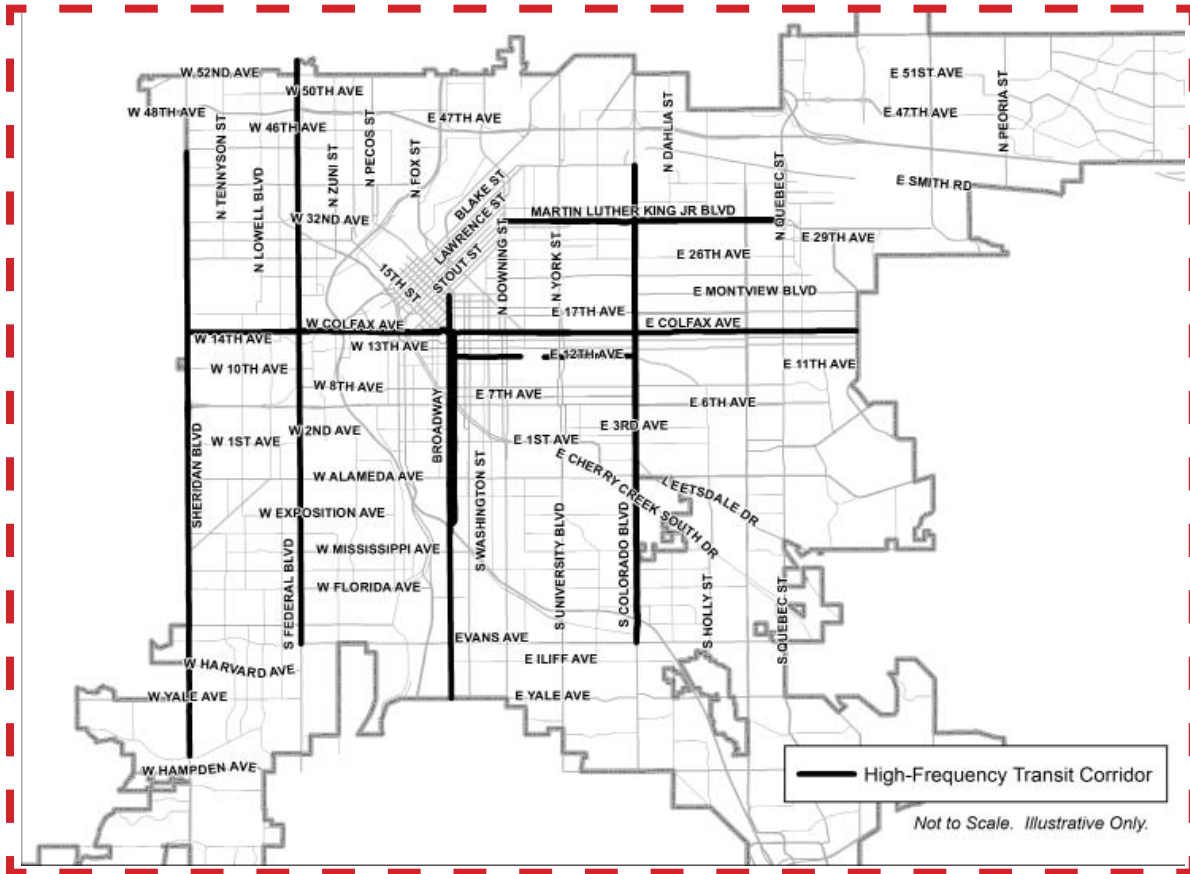 W 52ND AVE
E 51ST AVE
W 50TH AVE
W 48TH AVE
E 47TH AVE
E 47TH AVE
W 46TH AVE
N TENNYSON ST
N LOWELL BLVD
N ZUNI ST
N PECOS ST
N FOX ST
N DAHLIA ST
N PEORIA ST
N QUEBEC ST
E SMITH RD
BLAKE ST
LAWRENCE ST
STOUT ST
15TH ST
W 32ND AVE
MARTIN LUTHER KING JR BLVD
E 29TH AVE
N DOWNING ST
N YORK ST
E 26TH AVE
E MONTVIEW BLVD
E 17TH AVE
W COLFAX AVE
E COLFAX AVE
W 14TH AVE
W 13TH AVE
E 12TH AVE
E 11TH AVE
W 10TH AVE
W 8TH AVE
E 7TH AVE
E 6TH AVE
BROADWAY
W 2ND AVE
E 3RD AVE
W 1ST AVE
E 1ST AVE
SHERIDAN BLVD
W ALAMEDA AVE
E CHERRY CREEK SOUTH DR
LEETSDALE DR
W EXPOSITION AVE
S WASHINGTON ST
S UNIVERSITY BLVD
S COLORADO BLVD
W MISSISSIPPI AVE
S FEDERAL BLVD
W FLORIDA AVE
S HOLLY ST
S QUEBEC ST
EVANS AVE
E ILIFF AVE
W HARVARD AVE
W YALE AVE
E YALE AVE
W HAMPDEN AVE
High-Frequency Transit Corridor
Not to Scale. Illustrative Only.